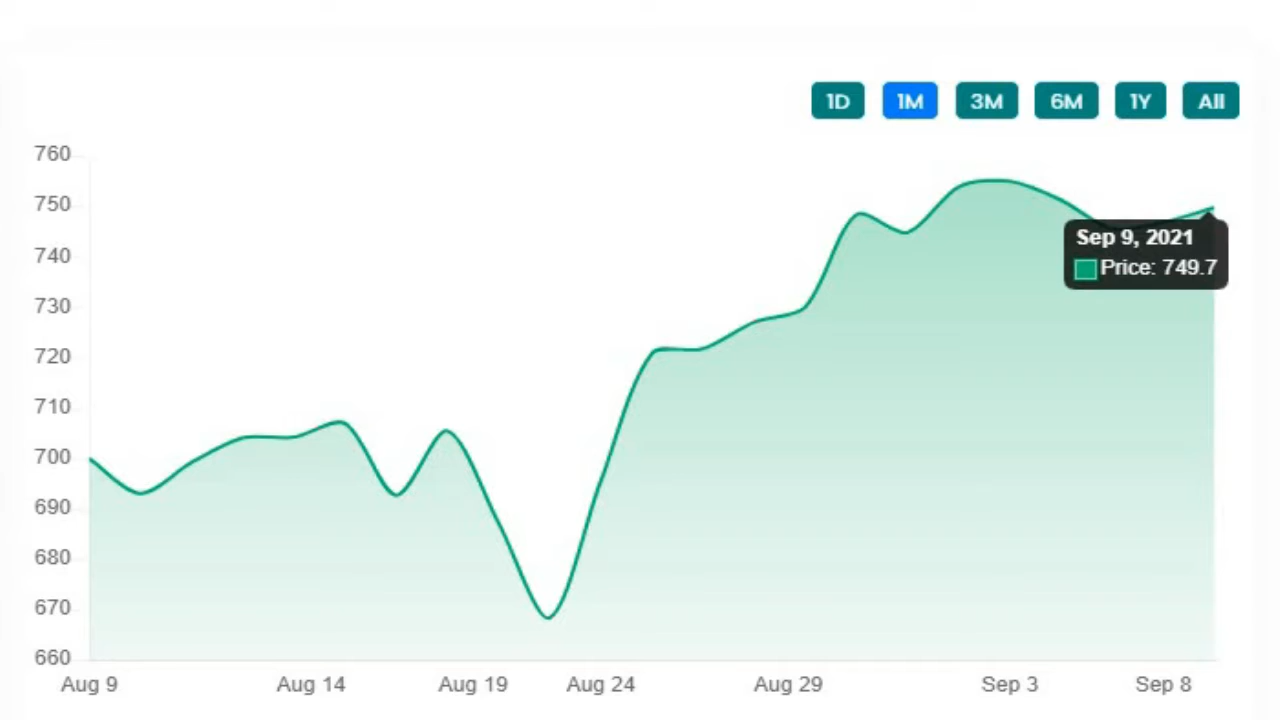 1D 1M 3M 6M 1Y All
760
750
740
730
720
710
700
690
680
670
660
Sep 9, 2021
Price: 749.7
Aug 9 Aug 14 Aug 19 Aug 24 Aug 29 Sep 3 Sep 8